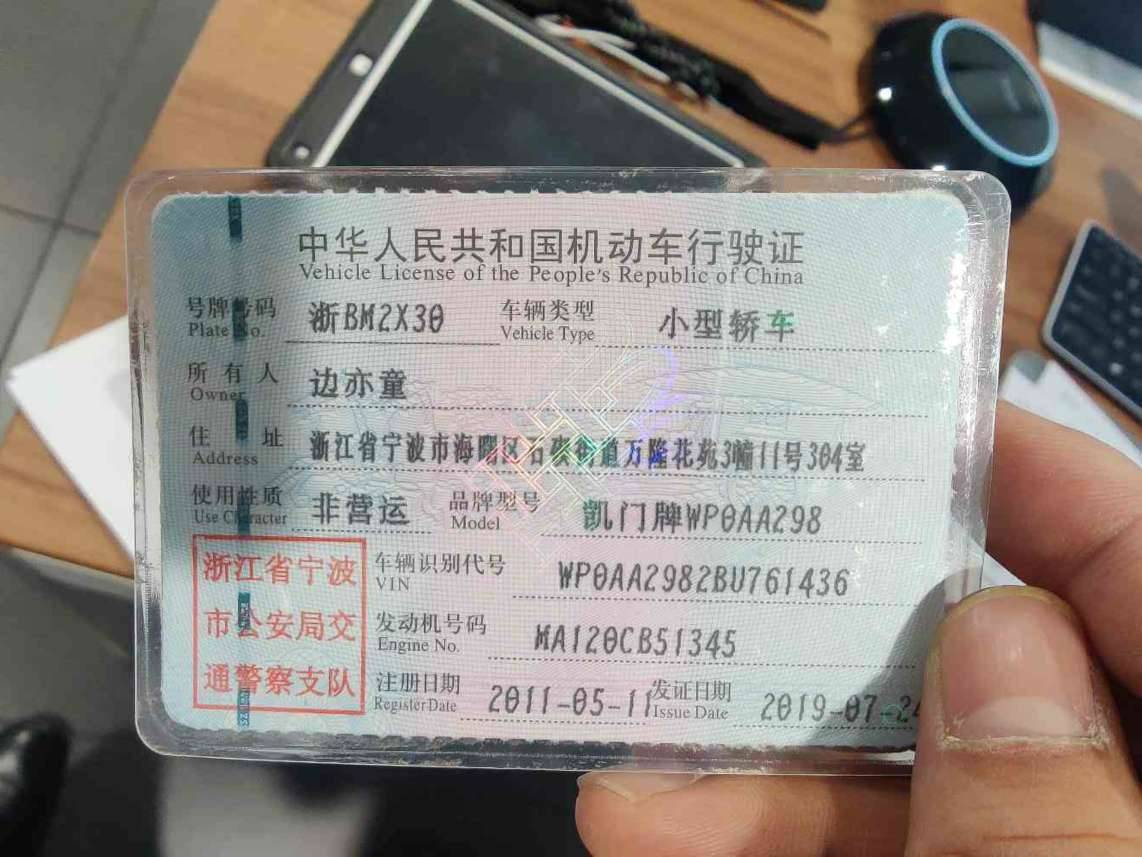 中华人民共和国机动车行驶证
Vehicle License of the People's Republic of China
号牌号码 浙BM2X30 车辆类型 小型轿车
Plate No. Vehicle Type
所有人 边亦童
Owner
住址 浙江省宁波市海曙区石碶街道万隆花苑3幢11号304室
Address
使用性质 非营运 品牌型号 凯门牌WP0AA298
Use Character Model
浙江省宁波
市公安局交
通警察支队
车辆识别代号 WP0AA2982BU761436
VIN
发动机号码 MA120CB51345
Engine No.
注册日期 2011-05-11 发证日期 2019-07-24
Register Date Issue Date